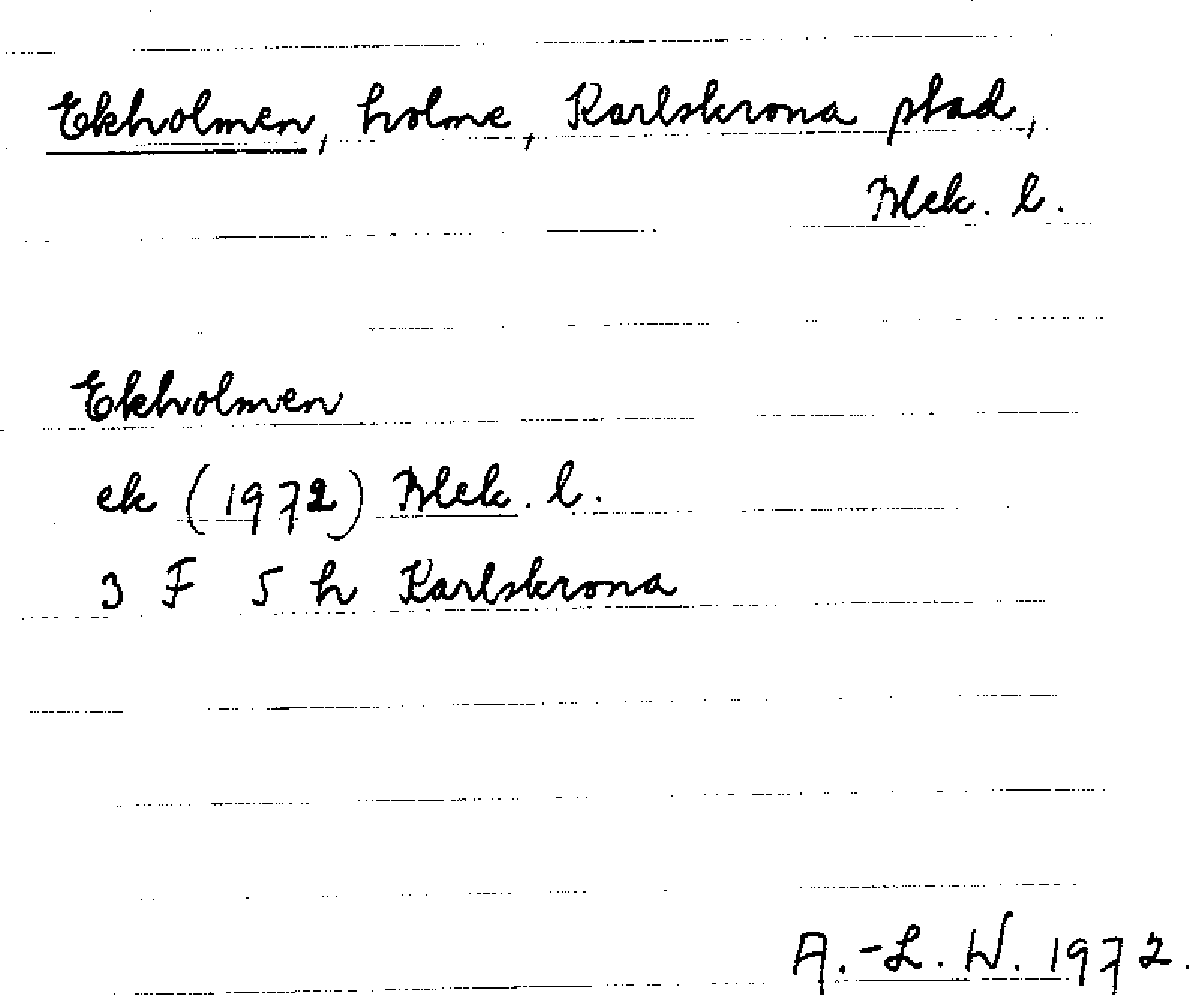 Ekholmen, holme, Karlskrona stad,
Blek. l.
Ekholmen
ek (1972) Blek. l.
3 F 5 h Karlskrona
A.-L. W. 1972.